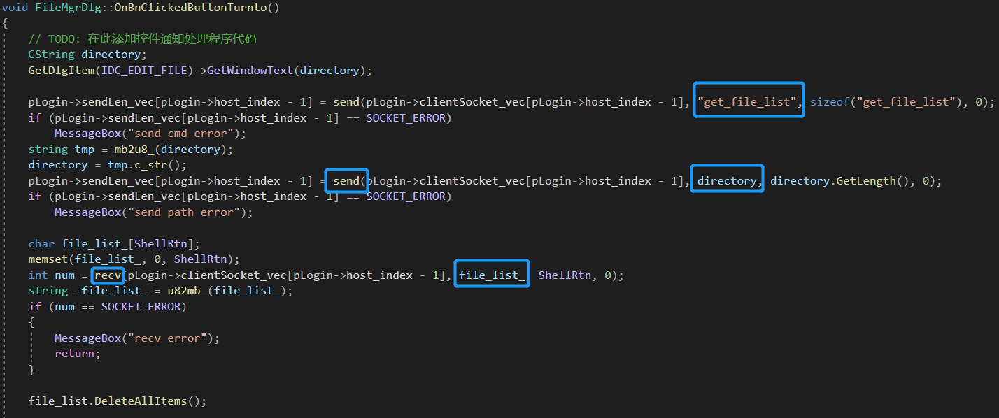 void FileMgrDlg::OnBnClickedButtonTurnto()
{
// TODO: 在此添加控件通知处理程序代码
CString directory;
GetDlgItem(IDC_EDIT_FILE)->GetWindowText(directory);
pLogin->sendLen_vec[pLogin->host_index - 1] = send(pLogin->clientSocket_vec[pLogin->host_index - 1], "get_file_list", sizeof("get_file_list"), 0);
if (pLogin->sendLen_vec[pLogin->host_index - 1] == SOCKET_ERROR)
MessageBox("send cmd error");
string tmp = mb2u8_(directory);
directory = tmp.c_str();
pLogin->sendLen_vec[pLogin->host_index - 1] = send(pLogin->clientSocket_vec[pLogin->host_index - 1], directory, directory.GetLength(), 0);
if (pLogin->sendLen_vec[pLogin->host_index - 1] == SOCKET_ERROR)
MessageBox("send path error");
char file_list_[ShellRtn];
memset(file_list_, 0, ShellRtn);
int num = recv(pLogin->clientSocket_vec[pLogin->host_index - 1], file_list_, ShellRtn, 0);
string _file_list_ = u82mb_(file_list_);
if (num == SOCKET_ERROR)
{
MessageBox("recv error");
return;
}
file_list.DeleteAllItems();